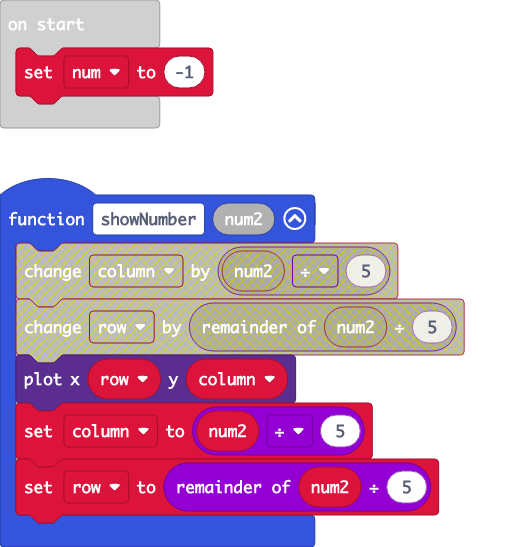 on start
set num to -1
function showNumber num2
change column by num2 ÷ 5
change row by remainder of num2 ÷ 5
plot x row y column
set column to num2 ÷ 5
set row to remainder of num2 ÷ 5